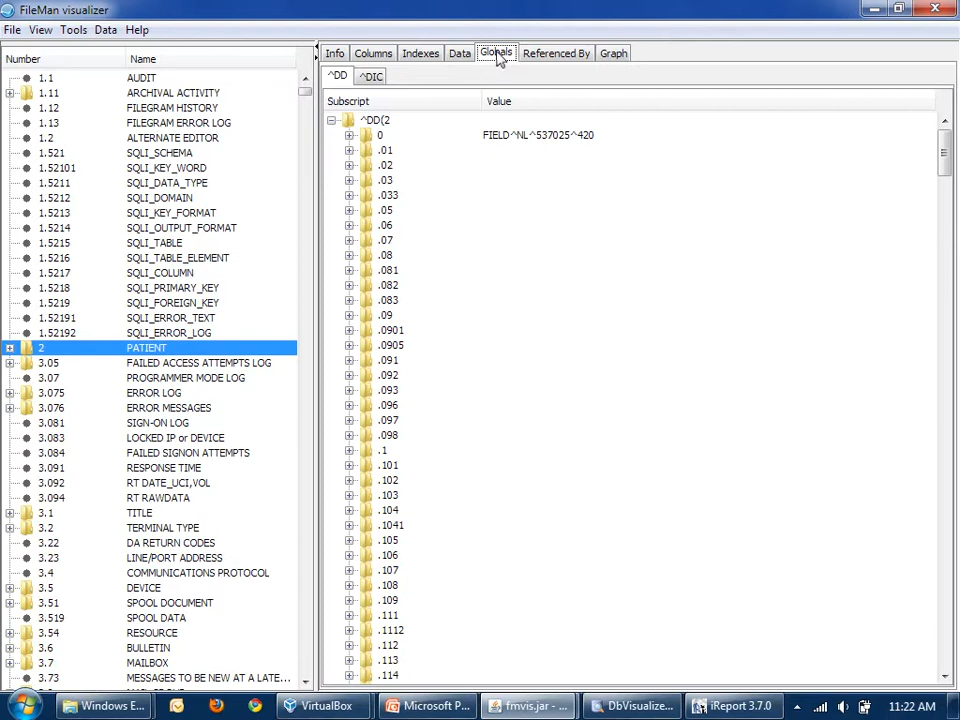 FileMan visualizer
File View Tools Data Help
Number Name
1.1 AUDIT
1.11 ARCHIVAL ACTIVITY
1.12 FILEGRAM HISTORY
1.13 FILEGRAM ERROR LOG
1.2 ALTERNATE EDITOR
1.521 SQLI_SCHEMA
1.52101 SQLI_KEY_WORD
1.5211 SQLI_DATA_TYPE
1.5212 SQLI_DOMAIN
1.5213 SQLI_KEY_FORMAT
1.5214 SQLI_OUTPUT_FORMAT
1.5215 SQLI_TABLE
1.5216 SQLI_TABLE_ELEMENT
1.5217 SQLI_COLUMN
1.5218 SQLI_PRIMARY_KEY
1.5219 SQLI_FOREIGN_KEY
1.52191 SQLI_ERROR_TEXT
1.52192 SQLI_ERROR_LOG
2 PATIENT
3.05 FAILED ACCESS ATTEMPTS LOG
3.07 PROGRAMMER MODE LOG
3.075 ERROR LOG
3.076 ERROR MESSAGES
3.081 SIGN-ON LOG
3.083 LOCKED IP or DEVICE
3.084 FAILED SIGNON ATTEMPTS
3.091 RESPONSE TIME
3.092 RT DATE_UCI,VOL
3.094 RT RAWDATA
3.1 TITLE
3.2 TERMINAL TYPE
3.22 DA RETURN CODES
3.23 LINE/PORT ADDRESS
3.4 COMMUNICATIONS PROTOCOL
3.5 DEVICE
3.51 SPOOL DOCUMENT
3.519 SPOOL DATA
3.54 RESOURCE
3.6 BULLETIN
3.7 MAILBOX
3.73 MESSAGES TO BE NEW AT A LATE...
Info Columns Indexes Data Globals Referenced By Graph
^DD ^DIC
Subscript Value
^DD(2
0 FIELD^NL^537025^420
.01
.02
.03
.033
.05
.06
.07
.08
.081
.082
.083
.09
.0901
.0905
.091
.092
.093
.096
.097
.098
.1
.101
.102
.103
.104
.1041
.105
.106
.107
.108
.109
.111
.1112
.112
.113
.114
Windows E... VirtualBox Microsoft P... fmvis.jar - ... DbVisualize... iReport 3.7.0 11:22 AM